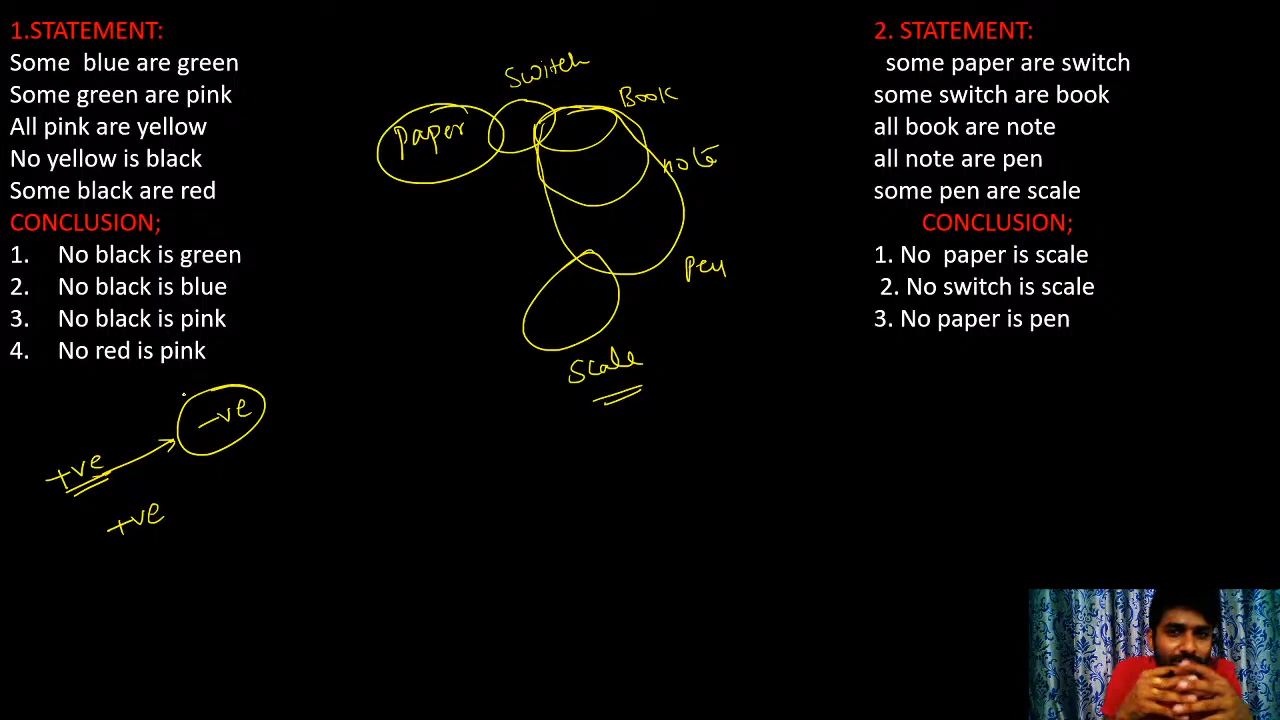 1.STATEMENT:
Some blue are green
Some green are pink
All pink are yellow
No yellow is black
Some black are red
CONCLUSION;
1. No black is green
2. No black is blue
3. No black is pink
4. No red is pink
-ve
+ve
+ve
Switch
Book
paper
note
pen
Scale
2. STATEMENT:
some paper are switch
some switch are book
all book are note
all note are pen
some pen are scale
CONCLUSION;
1. No paper is scale
2. No switch is scale
3. No paper is pen